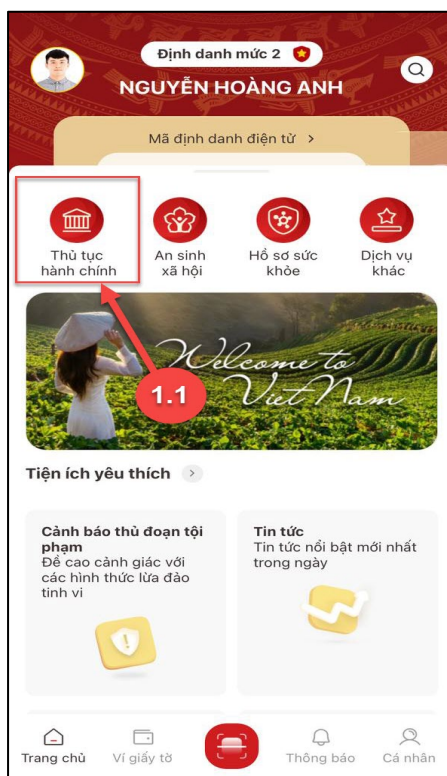 Định danh mức 2
NGUYỄN HOÀNG ANH
Mã định danh điện tử >
Thủ tục
hành chính
An sinh
xã hội
Hồ sơ sức
khỏe
Dịch vụ
khác
Welcome to
Viet Nam
1.1
Tiện ích yêu thích >
Cảnh báo thủ đoạn tội
phạm
Đề cao cảnh giác với
các hình thức lừa đảo
tinh vi
Tin tức
Tin tức nổi bật mới nhất
trong ngày
Trang chủ
Ví giấy tờ
Thông báo
Cá nhân